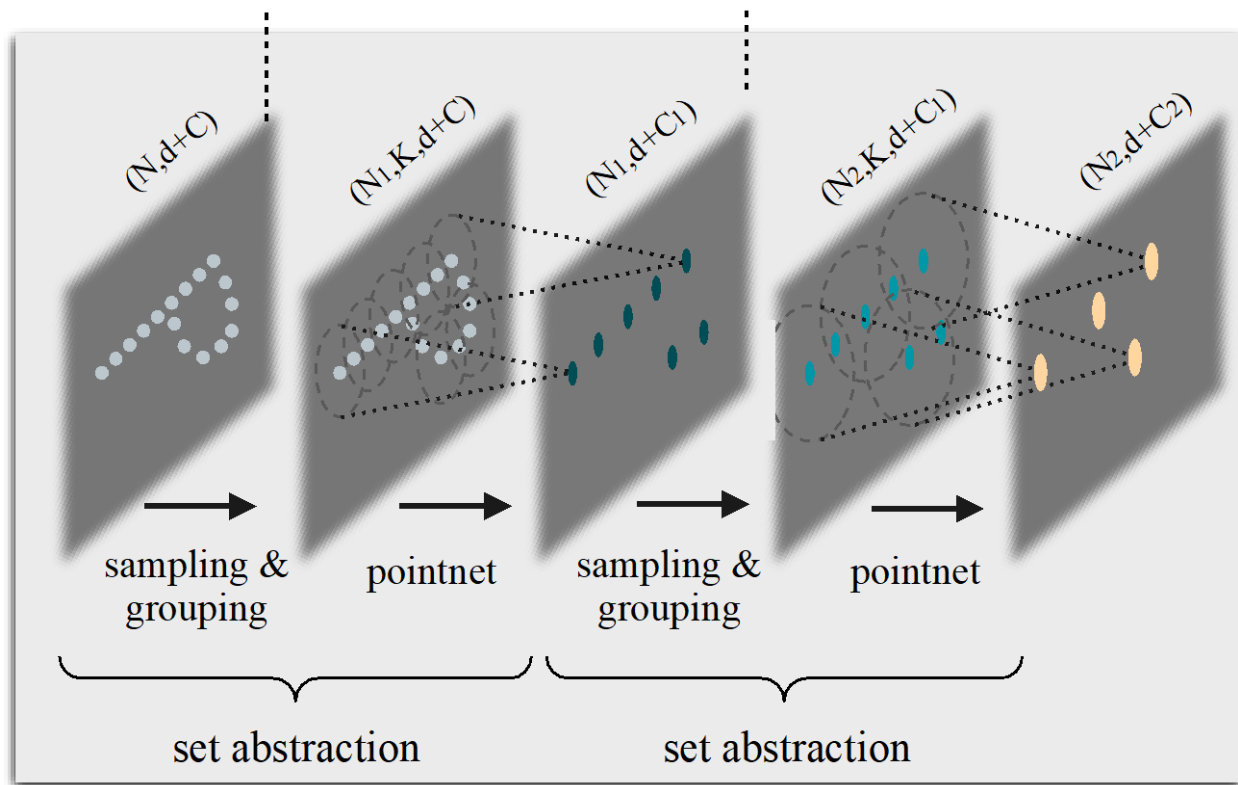 (N,d+C)
(N1,K,d+C)
(N1,d+C1)
(N2,K,d+C1)
(N2,d+C2)
sampling &
grouping
pointnet
sampling &
grouping
pointnet
set abstraction
set abstraction